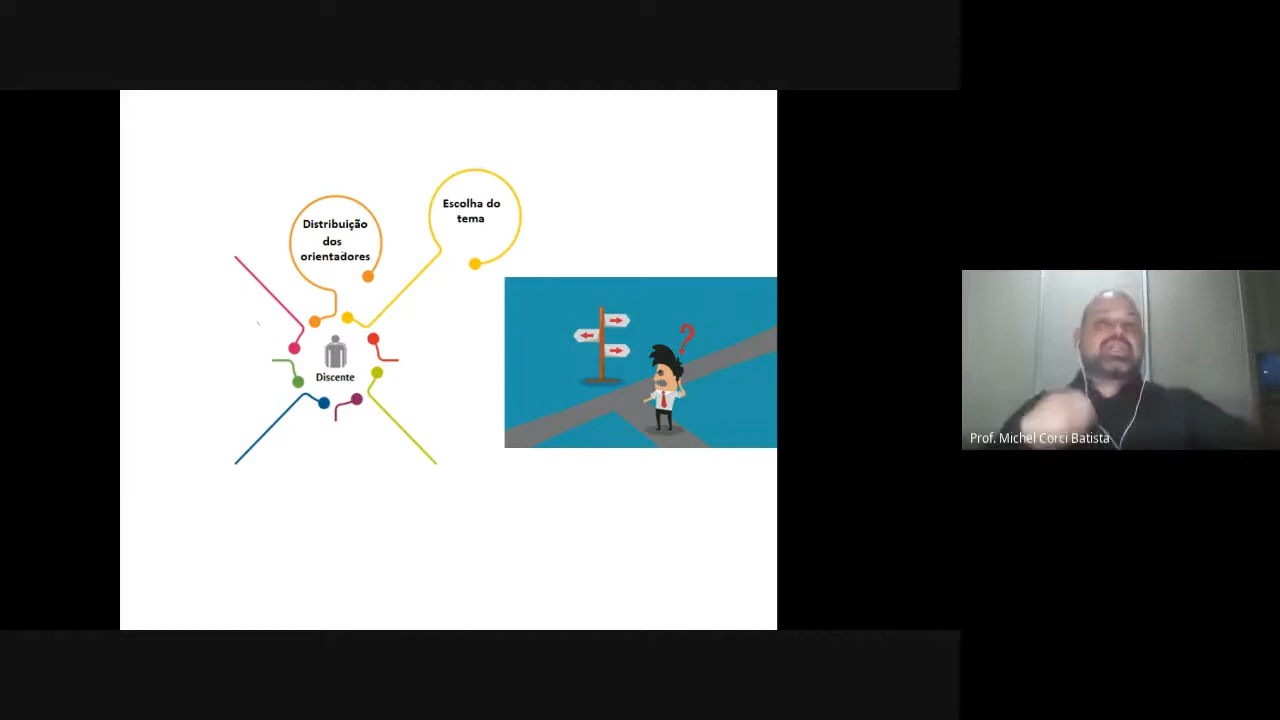 Distribuição
dos
orientadores
Escolha do
tema
?
Discente
Prof. Michel Corci Batista